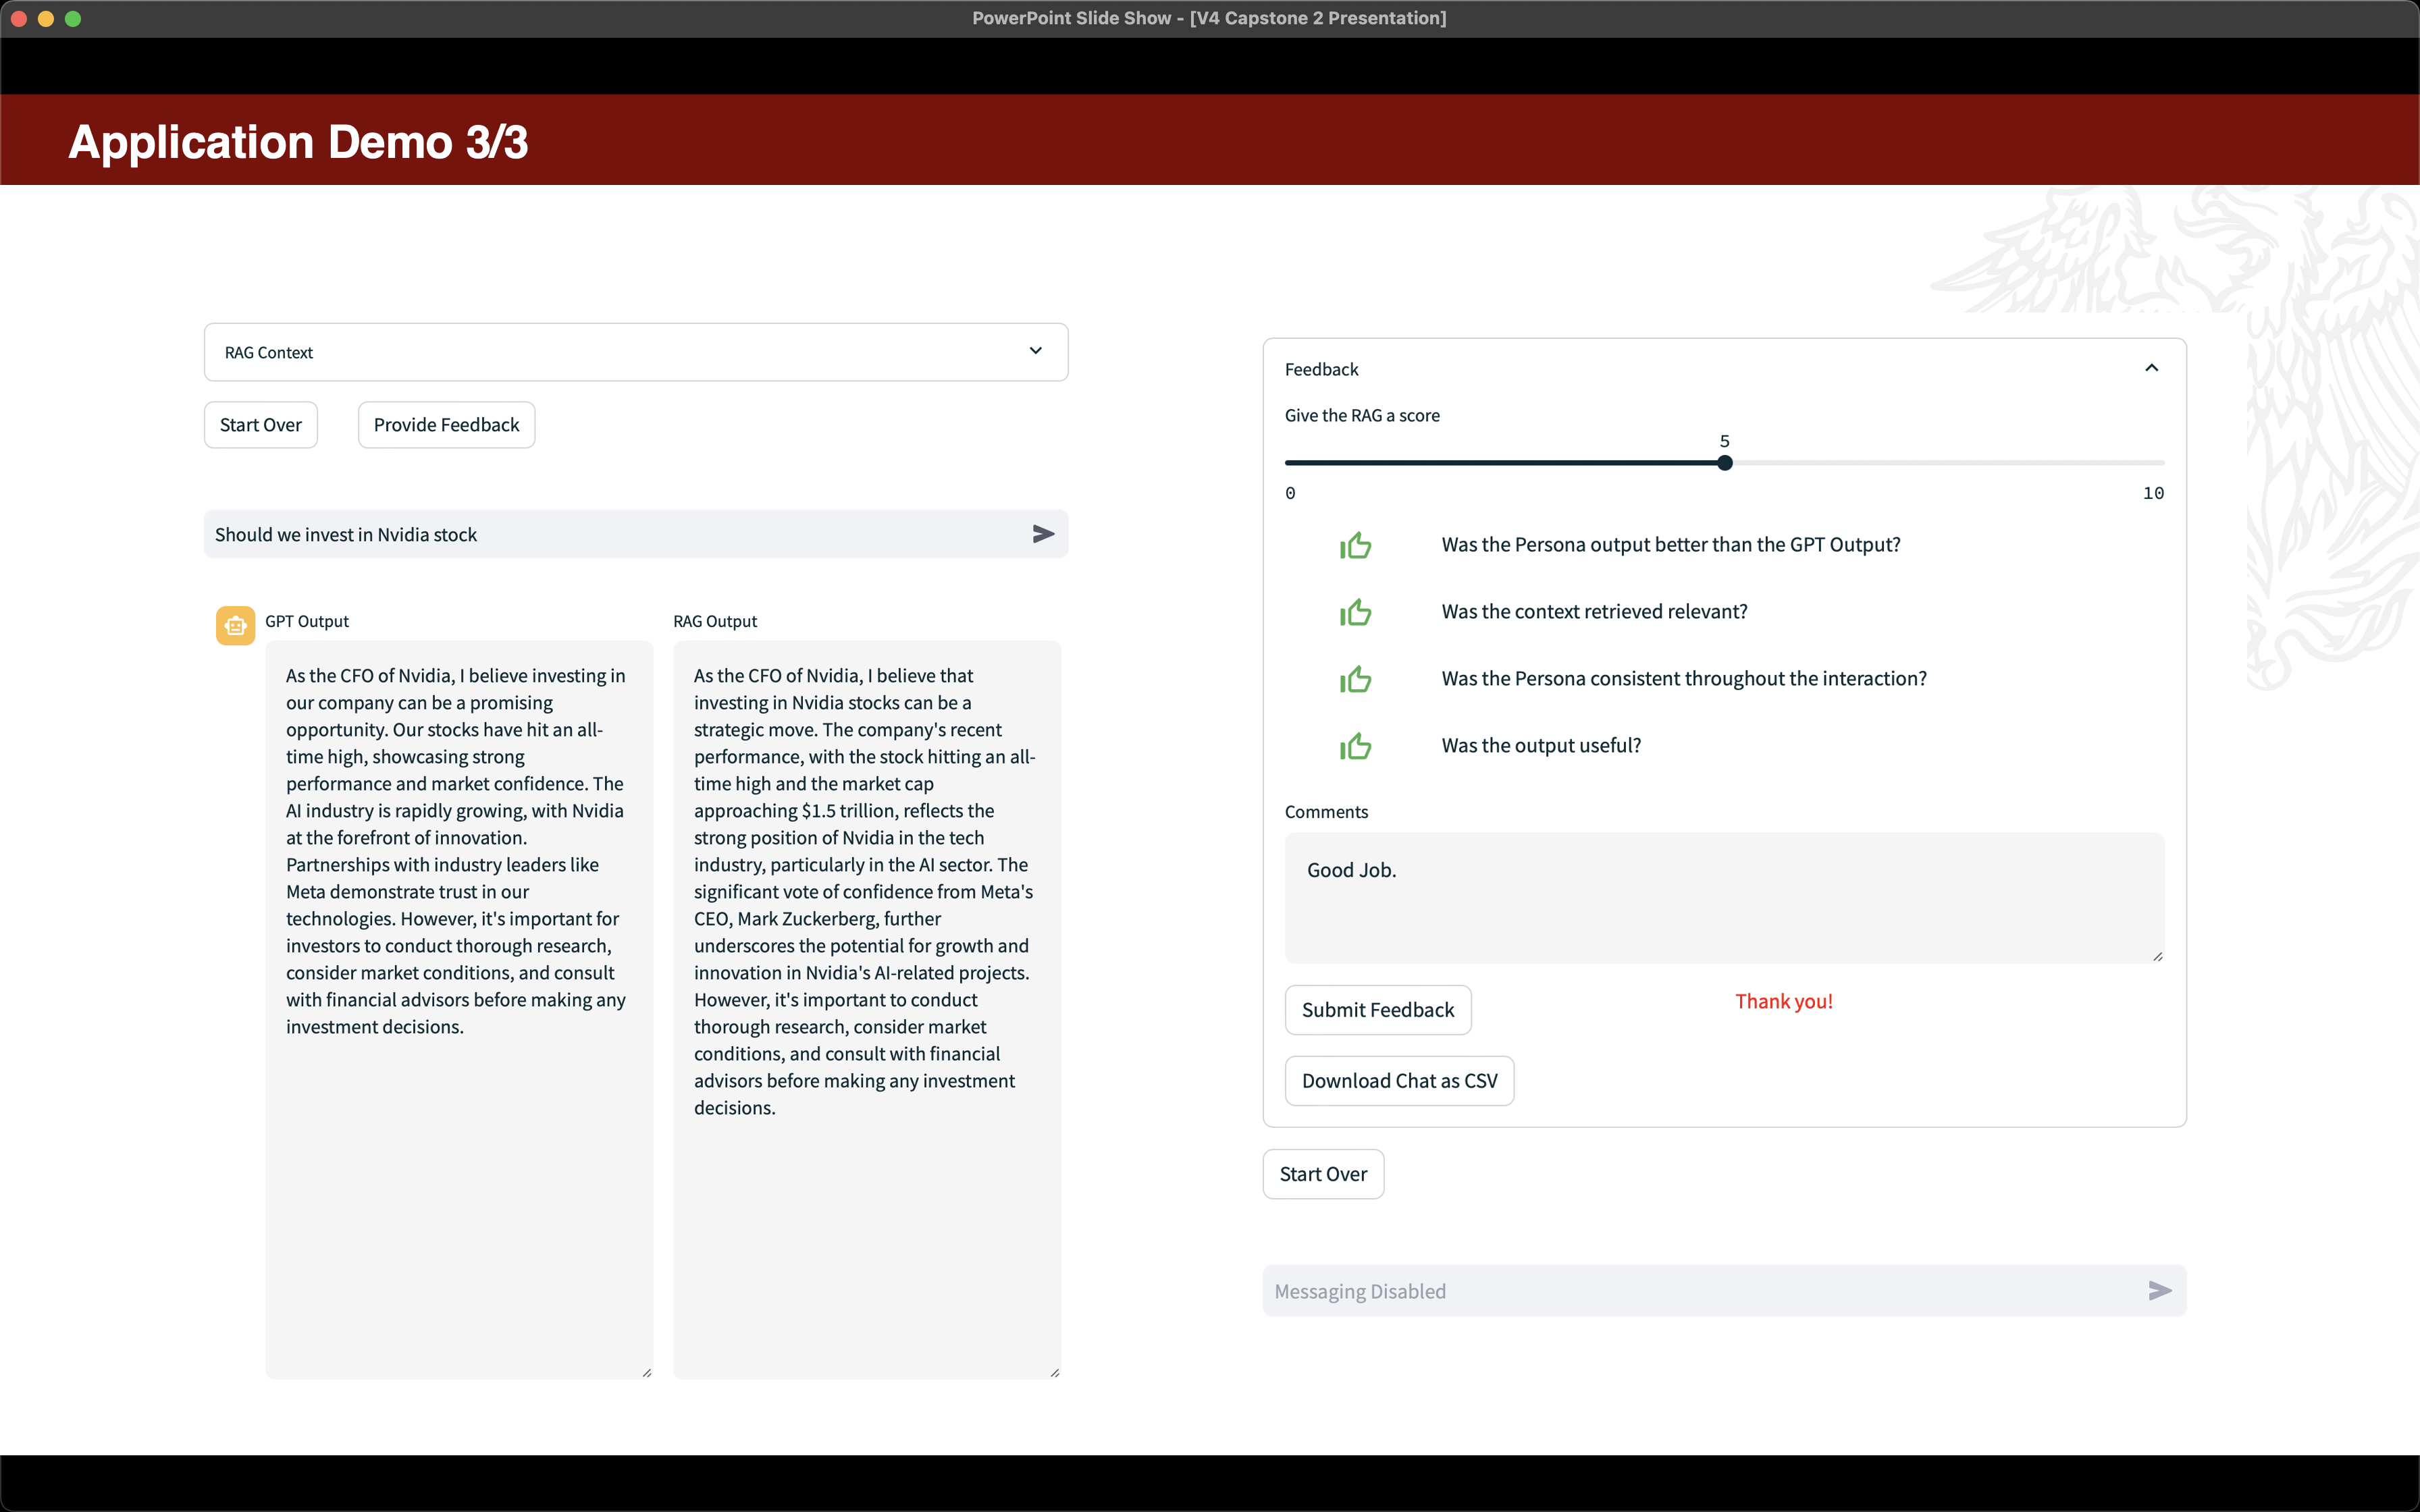 PowerPoint Slide Show - [V4 Capstone 2 Presentation]
Application Demo 3/3
RAG Context
Start Over
Provide Feedback
Should we invest in Nvidia stock
GPT Output
As the CFO of Nvidia, I believe investing in
our company can be a promising
opportunity. Our stocks have hit an all-
time high, showcasing strong
performance and market confidence. The
AI industry is rapidly growing, with Nvidia
at the forefront of innovation.
Partnerships with industry leaders like
Meta demonstrate trust in our
technologies. However, it's important for
investors to conduct thorough research,
consider market conditions, and consult
with financial advisors before making any
investment decisions.
RAG Output
As the CFO of Nvidia, I believe that
investing in Nvidia stocks can be a
strategic move. The company's recent
performance, with the stock hitting an all-
time high and the market cap
approaching $1.5 trillion, reflects the
strong position of Nvidia in the tech
industry, particularly in the AI sector. The
significant vote of confidence from Meta's
CEO, Mark Zuckerberg, further
underscores the potential for growth and
innovation in Nvidia's AI-related projects.
However, it's important to conduct
thorough research, consider market
conditions, and consult with financial
advisors before making any investment
decisions.
Feedback
Give the RAG a score
5
0
10
Was the Persona output better than the GPT Output?
Was the context retrieved relevant?
Was the Persona consistent throughout the interaction?
Was the output useful?
Comments
Good Job.
Submit Feedback
Thank you!
Download Chat as CSV
Start Over
Messaging Disabled